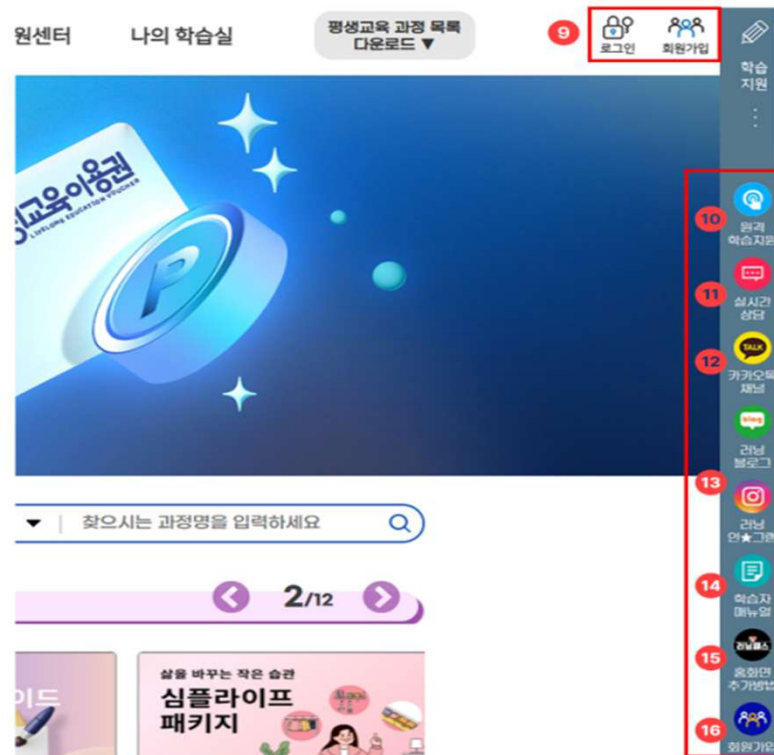 원센터
나의 학습실
평생교육 과정 목록
다운로드 ▼
9
로그인
회원가입
학습
지원
교육이용권
LIFELONG EDUCATION VOUCHER
P
10
원격
학습지원
11
실시간
상담
12
TALK
카카오톡
채널
blog
러닝
블로그
13
러닝
인★그램
14
학습자
매뉴얼
15
러닝패스
홈화면
추가방법
16
회원가입
찾으시는 과정명을 입력하세요
2/12
이드
삶을 바꾸는 작은 습관
심플라이프
패키지